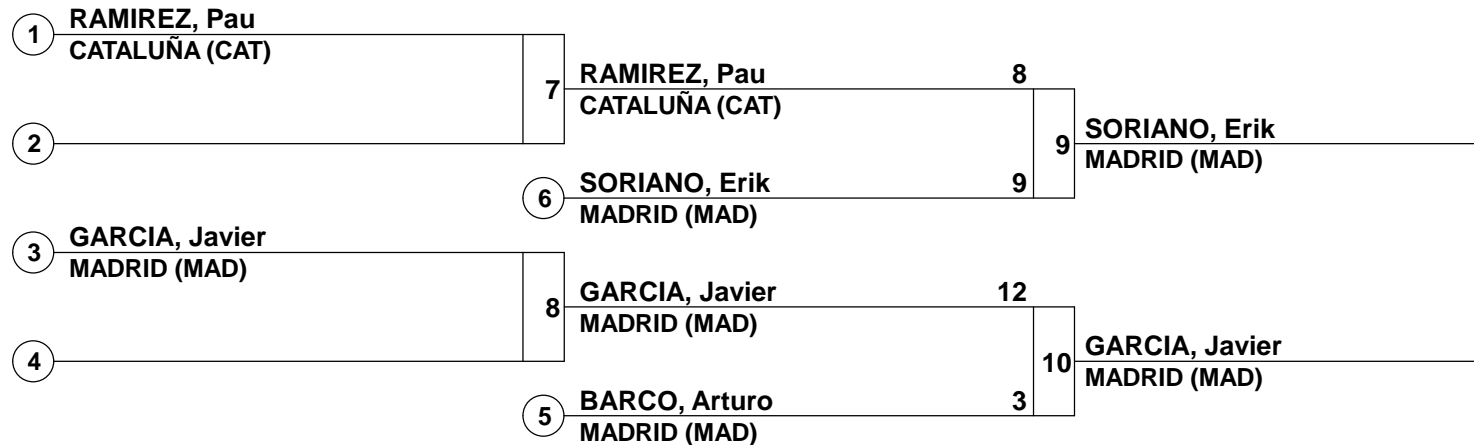 1
RAMIREZ, Pau
CATALUÑA (CAT)
7
RAMIREZ, Pau
8
CATALUÑA (CAT)
2
9
SORIANO, Erik
MADRID (MAD)
6
SORIANO, Erik
9
MADRID (MAD)
3
GARCIA, Javier
MADRID (MAD)
8
GARCIA, Javier
12
MADRID (MAD)
4
10
GARCIA, Javier
MADRID (MAD)
5
BARCO, Arturo
3
MADRID (MAD)